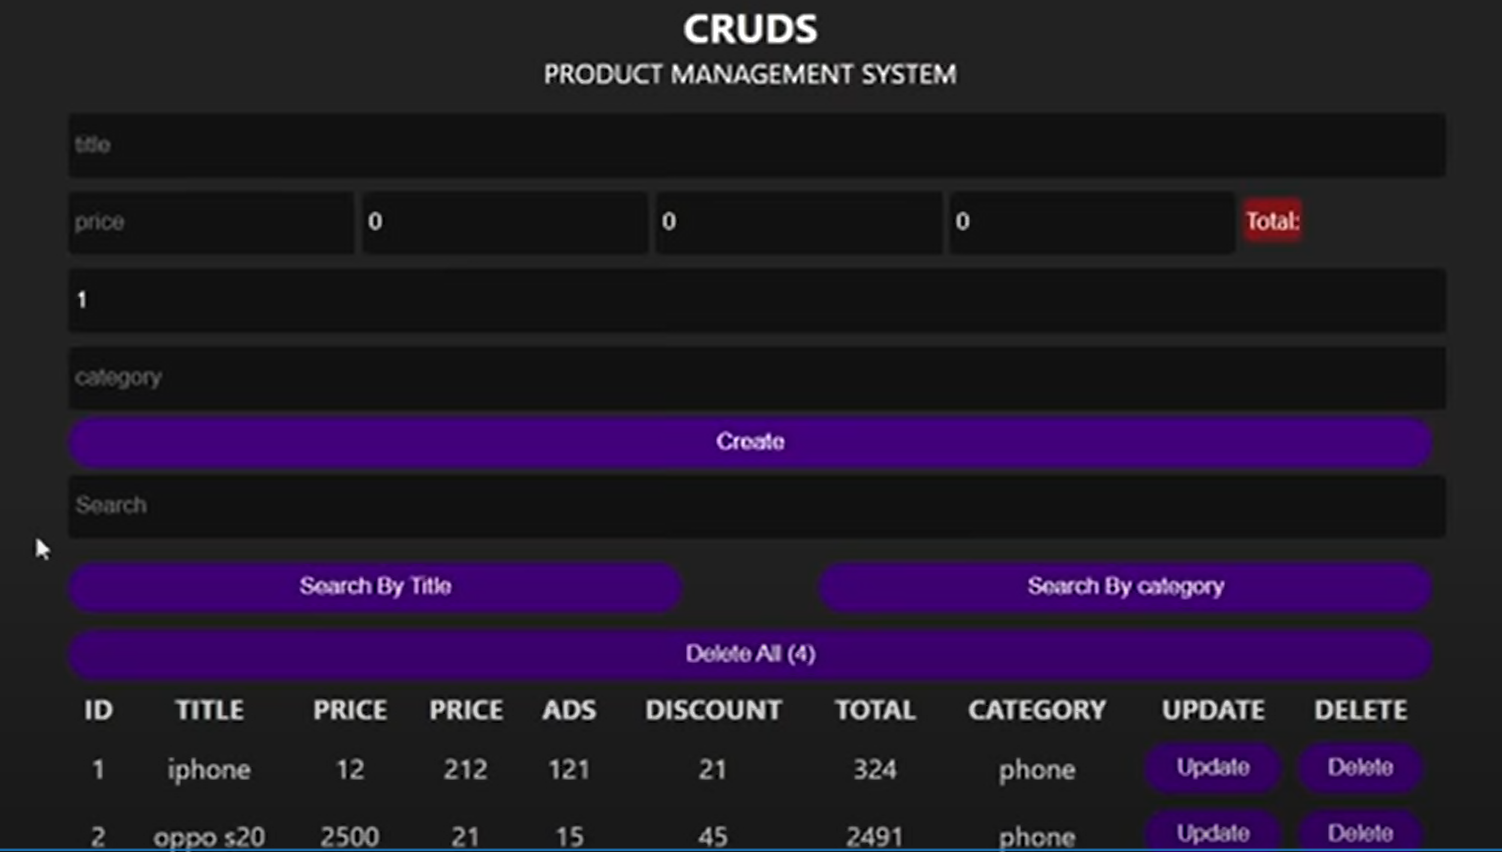 CRUDS
PRODUCT MANAGEMENT SYSTEM
title
price 0 0 0 Total:
1
category
Create
Search
Search By Title Search By category
Delete All (4)
ID TITLE PRICE PRICE ADS DISCOUNT TOTAL CATEGORY UPDATE DELETE
1 iphone 12 212 121 21 324 phone Update Delete
2 oppo s20 2500 21 15 45 2491 phone Update Delete